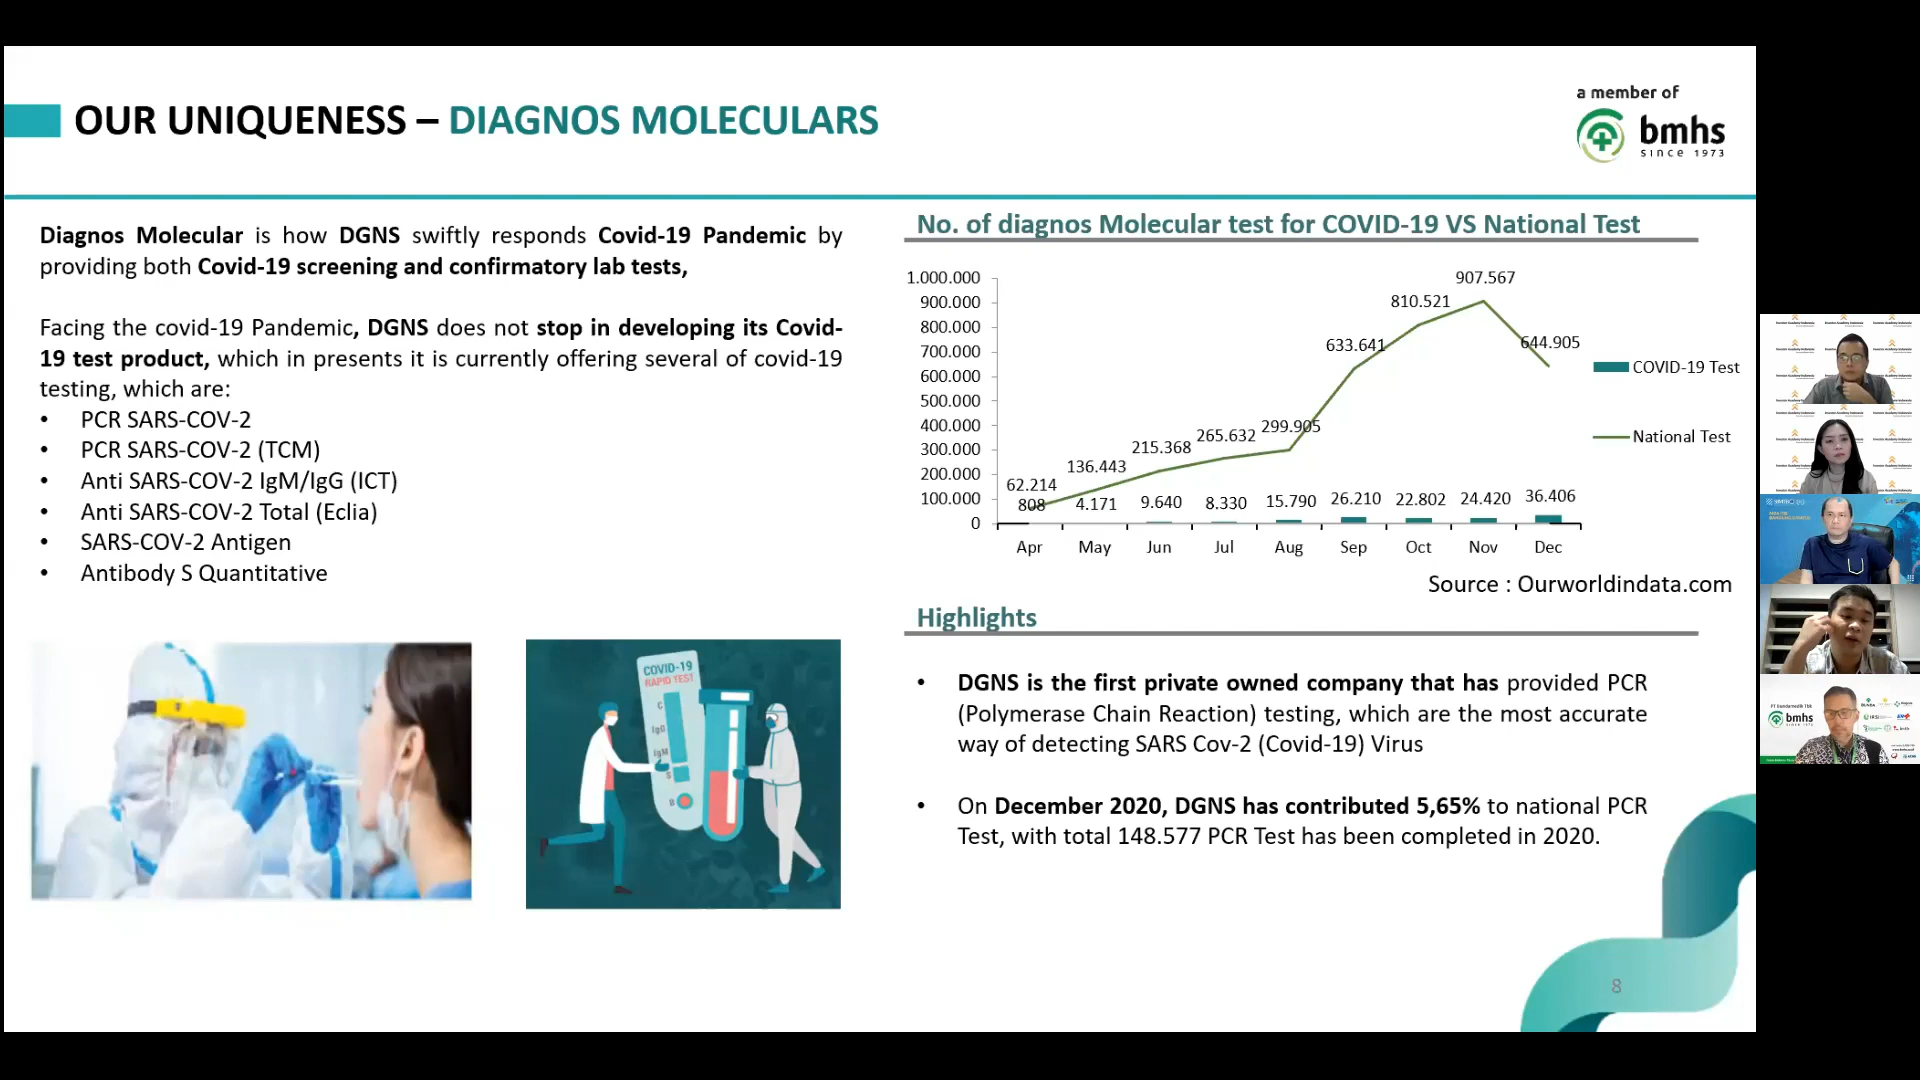 OUR UNIQUENESS – DIAGNOS MOLECULARS
a member of
bmhs
SINCE 1973
Diagnos Molecular is how DGNS swiftly responds Covid-19 Pandemic by
providing both Covid-19 screening and confirmatory lab tests,
Facing the covid-19 Pandemic, DGNS does not stop in developing its Covid-
19 test product, which in presents it is currently offering several of covid-19
testing, which are:
• PCR SARS-COV-2
• PCR SARS-COV-2 (TCM)
• Anti SARS-COV-2 IgM/IgG (ICT)
• Anti SARS-COV-2 Total (Eclia)
• SARS-COV-2 Antigen
• Antibody S Quantitative
COVID-19
RAPID TEST
C
IgG
IgM
S
No. of diagnos Molecular test for COVID-19 VS National Test
1.000.000
900.000
800.000
700.000
600.000
500.000
400.000
300.000
200.000
100.000
0
62.214
136.443
215.368
265.632
299.905
633.641
810.521
907.567
644.905
808
4.171
9.640
8.330
15.790
26.210
22.802
24.420
36.406
Apr May Jun Jul Aug Sep Oct Nov Dec
COVID-19 Test
National Test
Source : Ourworldindata.com
Highlights
• DGNS is the first private owned company that has provided PCR
(Polymerase Chain Reaction) testing, which are the most accurate
way of detecting SARS Cov-2 (Covid-19) Virus
• On December 2020, DGNS has contributed 5,65% to national PCR
Test, with total 148.577 PCR Test has been completed in 2020.
8
bmhs